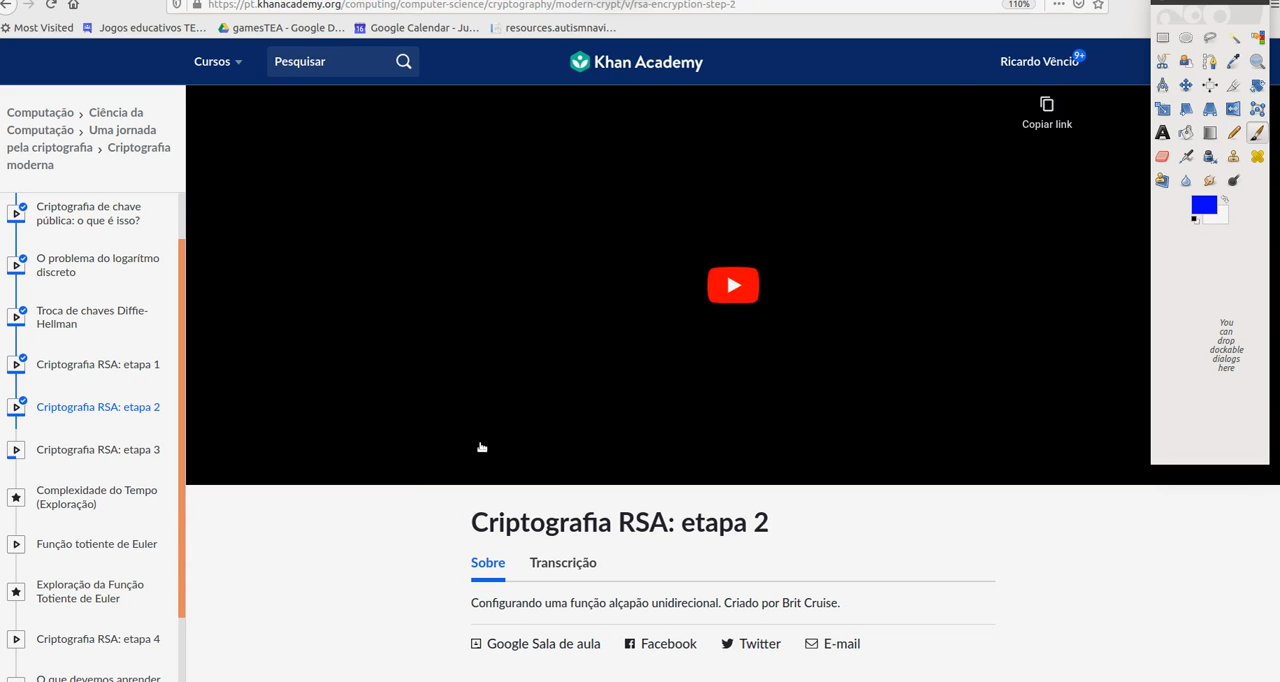 https://pt.khanacademy.org/computing/computer-science/cryptography/modern-crypt/v/rsa-encryption-step-2
110%
Most Visited
Jogos educativos TE...
gamesTEA - Google D...
16
Google Calendar - Ju...
resources.autismnavi...
Cursos
Pesquisar
Khan Academy
Ricardo Vêncio
9+
Computação › Ciência da
Computação › Uma jornada
pela criptografia › Criptografia
moderna
Copiar link
Criptografia de chave
pública: o que é isso?
O problema do logarítmo
discreto
Troca de chaves Diffie-
Hellman
Criptografia RSA: etapa 1
Criptografia RSA: etapa 2
Criptografia RSA: etapa 3
Complexidade do Tempo
(Exploração)
Função totiente de Euler
Exploração da Função
Totiente de Euler
Criptografia RSA: etapa 4
O que devemos aprender
You
can
drop
dockable
dialogs
here
Criptografia RSA: etapa 2
Sobre
Transcrição
Configurando uma função alçapão unidirecional. Criado por Brit Cruise.
Google Sala de aula
Facebook
Twitter
E-mail